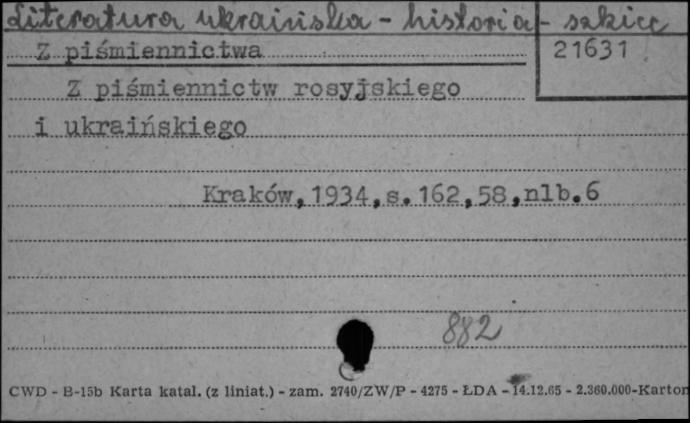 Literatura ukraińska - historia - szkice
Z piśmiennictwa
21631
Z piśmiennictw rosyjskiego
i ukraińskiego
Kraków, 1934, s. 162, 58, nlb. 6
882
CWD - B-15b Karta katal. (z liniat.) - zam. 2740/ZW/P - 4275 - ŁDA - 14.12.65 - 2.360.000-Karton